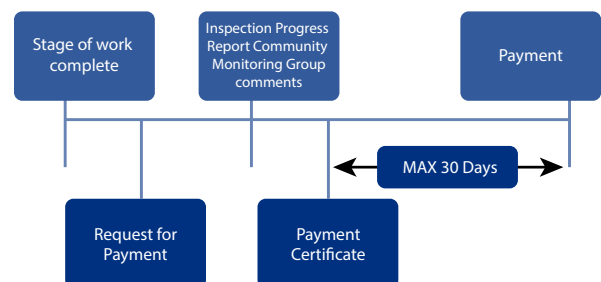 Stage of work
complete
Inspection Progress
Report Community
Monitoring Group
comments
Payment
MAX 30 Days
Request for
Payment
Payment
Certificate